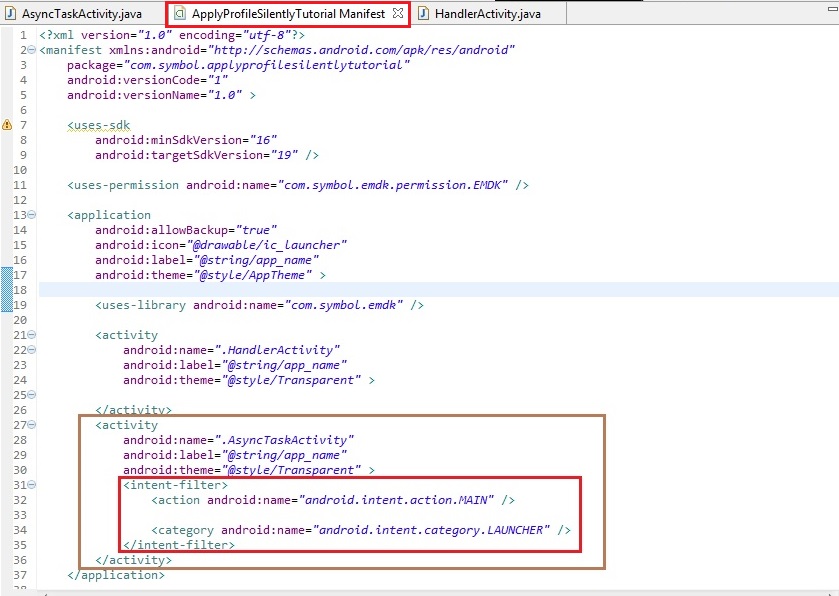 AsyncTaskActivity.java ApplyProfileSilentlyTutorial Manifest HandlerActivity.java
1 <?xml version="1.0" encoding="utf-8"?>
2 <manifest xmlns:android="http://schemas.android.com/apk/res/android"
3 package="com.symbol.applyprofilesilentlytutorial"
4 android:versionCode="1"
5 android:versionName="1.0" >
6
7 <uses-sdk
8 android:minSdkVersion="16"
9 android:targetSdkVersion="19" />
10
11 <uses-permission android:name="com.symbol.emdk.permission.EMDK" />
12
13 <application
14 android:allowBackup="true"
15 android:icon="@drawable/ic_launcher"
16 android:label="@string/app_name"
17 android:theme="@style/AppTheme" >
18
19 <uses-library android:name="com.symbol.emdk" />
20
21 <activity
22 android:name=".HandlerActivity"
23 android:label="@string/app_name"
24 android:theme="@style/Transparent" >
25
26 </activity>
27 <activity
28 android:name=".AsyncTaskActivity"
29 android:label="@string/app_name"
30 android:theme="@style/Transparent" >
31 <intent-filter>
32 <action android:name="android.intent.action.MAIN" />
33
34 <category android:name="android.intent.category.LAUNCHER" />
35 </intent-filter>
36 </activity>
37 </application>
38